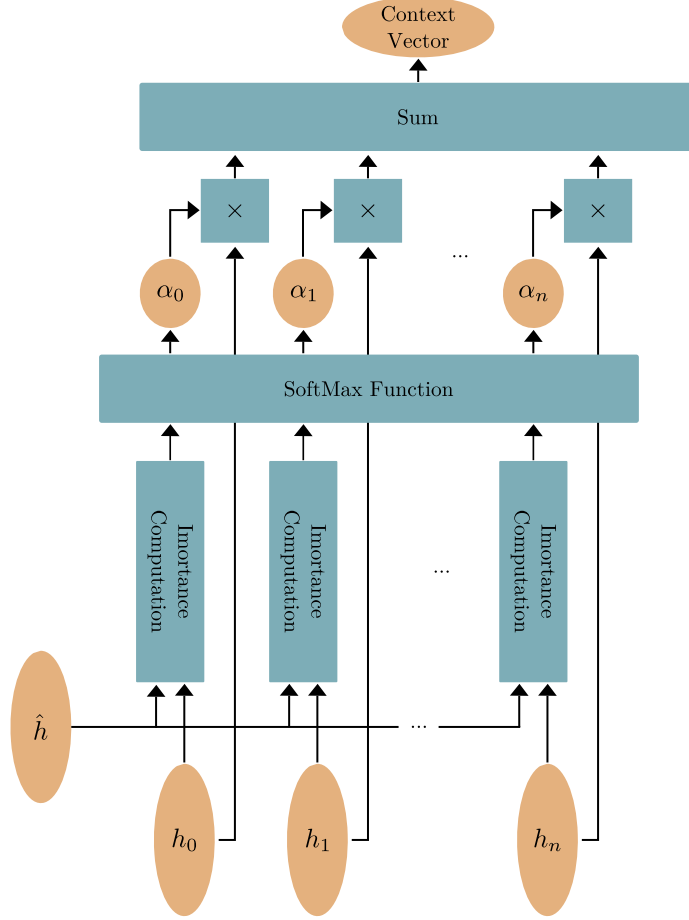 Context
Vector
Sum
× × ×
α0 α1 ... αn
SoftMax Function
Imortance
Computation
Imortance
Computation
...
Imortance
Computation
ĥ ...
h0 h1 hn